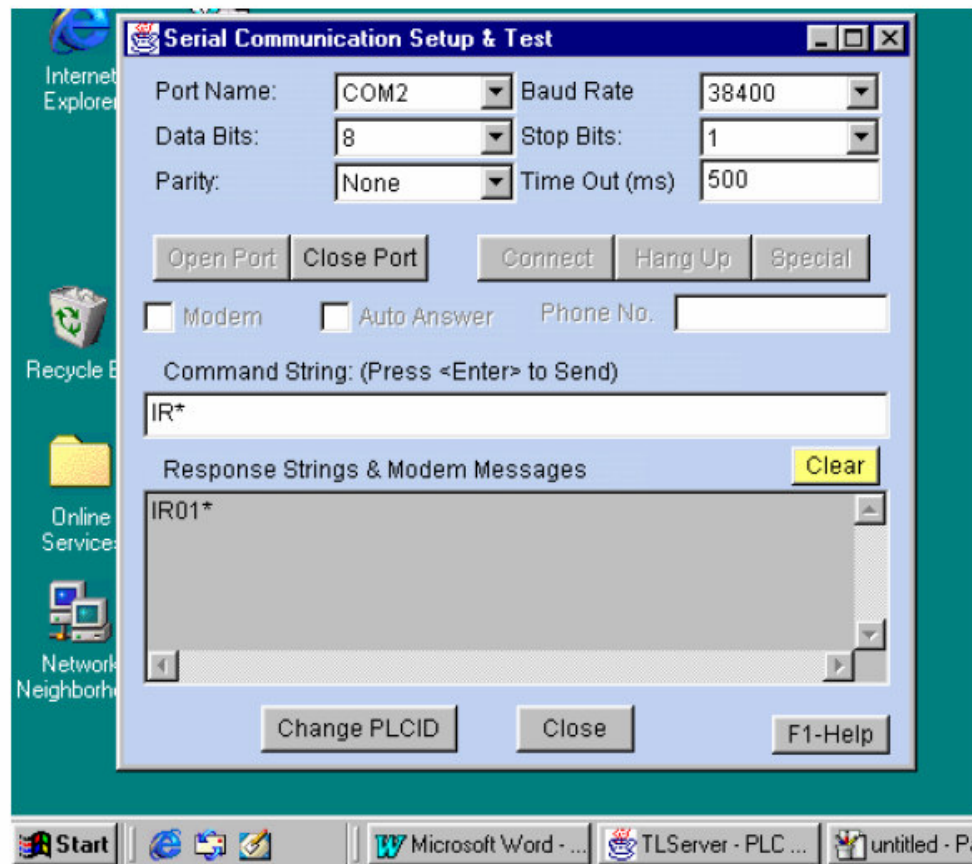 Serial Communication Setup & Test
Internet
Explorer
Port Name: COM2 Baud Rate 38400
Data Bits: 8 Stop Bits: 1
Parity: None Time Out (ms) 500
Open Port Close Port Connect Hang Up Special
Modem Auto Answer Phone No.
Recycle B
Command String: (Press <Enter> to Send)
IR*
Response Strings & Modem Messages Clear
IR01*
Online
Services
Network
Neighborho
Change PLCID Close F1-Help
Start Microsoft Word - ... TLServer - PLC ... untitled - P